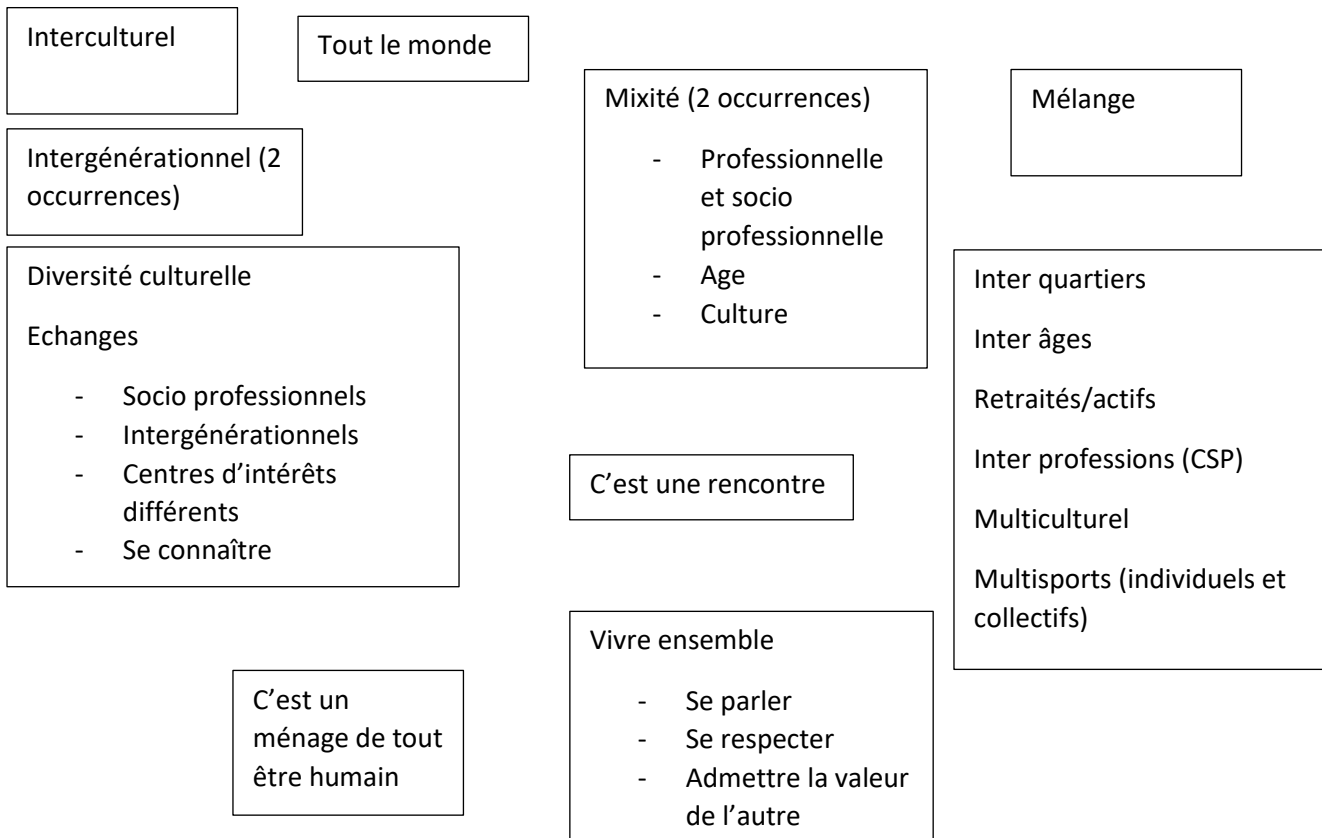 Interculturel
Tout le monde
Mixité (2 occurrences)
- Professionnelle
et socio
professionnelle
- Age
- Culture
Mélange
Intergénérationnel (2
occurrences)
Diversité culturelle
Echanges
- Socio professionnels
- Intergénérationnels
- Centres d’intérêts
différents
- Se connaître
Inter quartiers
Inter âges
Retraités/actifs
Inter professions (CSP)
Multiculturel
Multisports (individuels et
collectifs)
C’est une rencontre
C’est un
ménage de tout
être humain
Vivre ensemble
- Se parler
- Se respecter
- Admettre la valeur
de l’autre